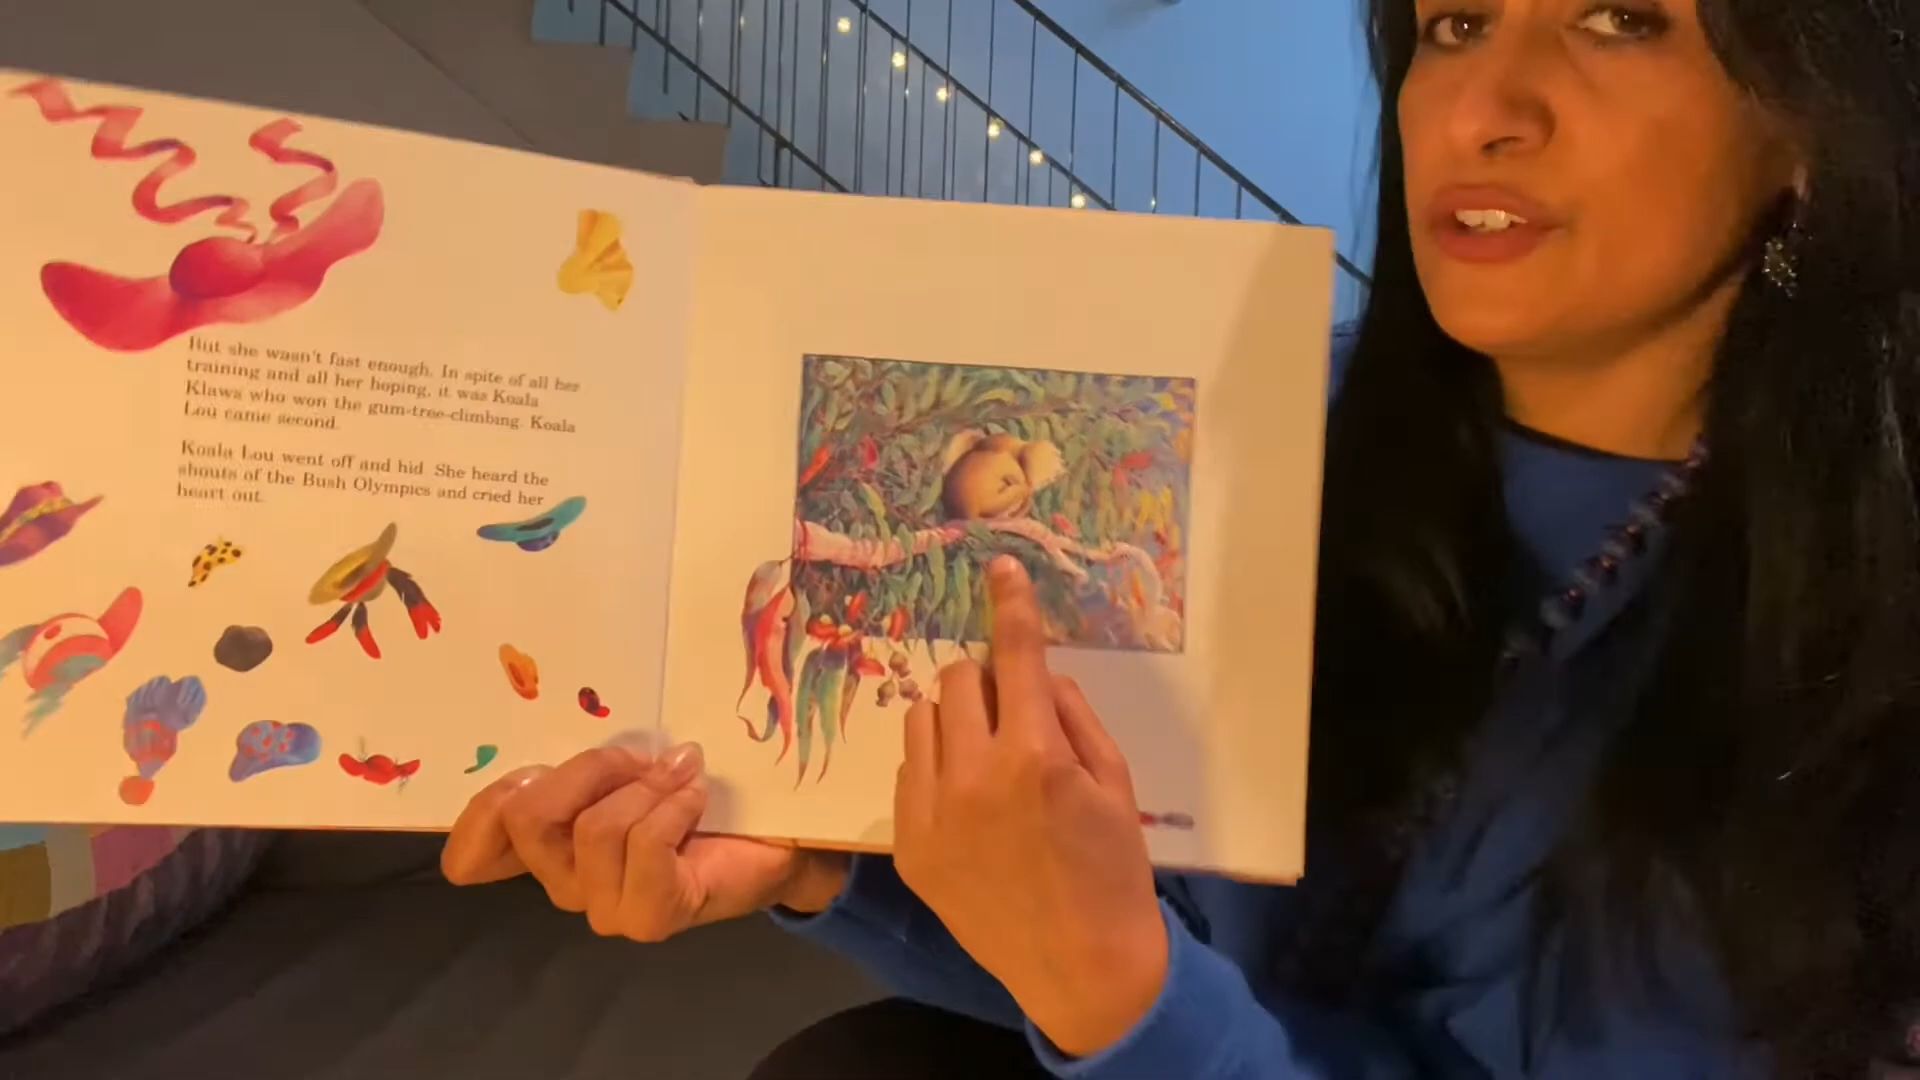 But she wasn't fast enough. In spite of all her
training and all her hoping, it was Koala
Klaws who won the gum-tree-climbing. Koala
Lou came second.
Koala Lou went off and hid. She heard the
shouts of the Bush Olympics and cried her
heart out.